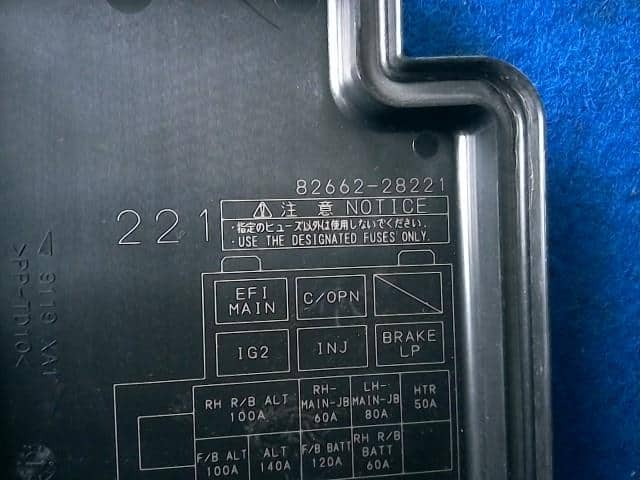 82662-28221
221
⚠ 注意 NOTICE
・指定のヒューズ以外は使用しないでください.
・USE THE DESIGNATED FUSES ONLY.
EFI MAIN
C/OPN
IG2
INJ
BRAKE LP
RH R/B ALT 100A
RH-MAIN-JB 60A
LH-MAIN-JB 80A
HTR 50A
F/B ALT 100A
ALT 140A
F/B BATT 120A
RH R/B BATT 60A
>PP-TD10<